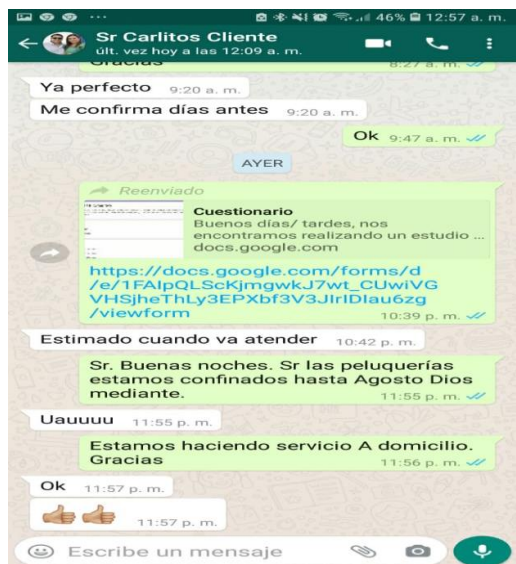 46% 12:57 a. m.
Sr Carlitos Cliente
últ. vez hoy a las 12:09 a. m.
Gracias 8:27 a. m.
Ya perfecto 9:20 a. m.
Me confirma días antes 9:20 a. m.
Ok 9:47 a. m.
AYER
Reenviado
Cuestionario
Buenos días/ tardes, nos
encontramos realizando un estudio ...
docs.google.com
https://docs.google.com/forms/d
/e/1FAIpQLScKjmgwkJ7wt_CUwiVG
VHSjheThLy3EPXbf3V3JIrIDIau6zg
/viewform 10:39 p. m.
Estimado cuando va atender 10:42 p. m.
Sr. Buenas noches. Sr las peluquerías
estamos confinados hasta Agosto Dios
mediante. 11:55 p. m.
Uauuuu 11:55 p. m.
Estamos haciendo servicio A domicilio.
Gracias 11:56 p. m.
Ok 11:57 p. m.
11:57 p. m.
Escribe un mensaje